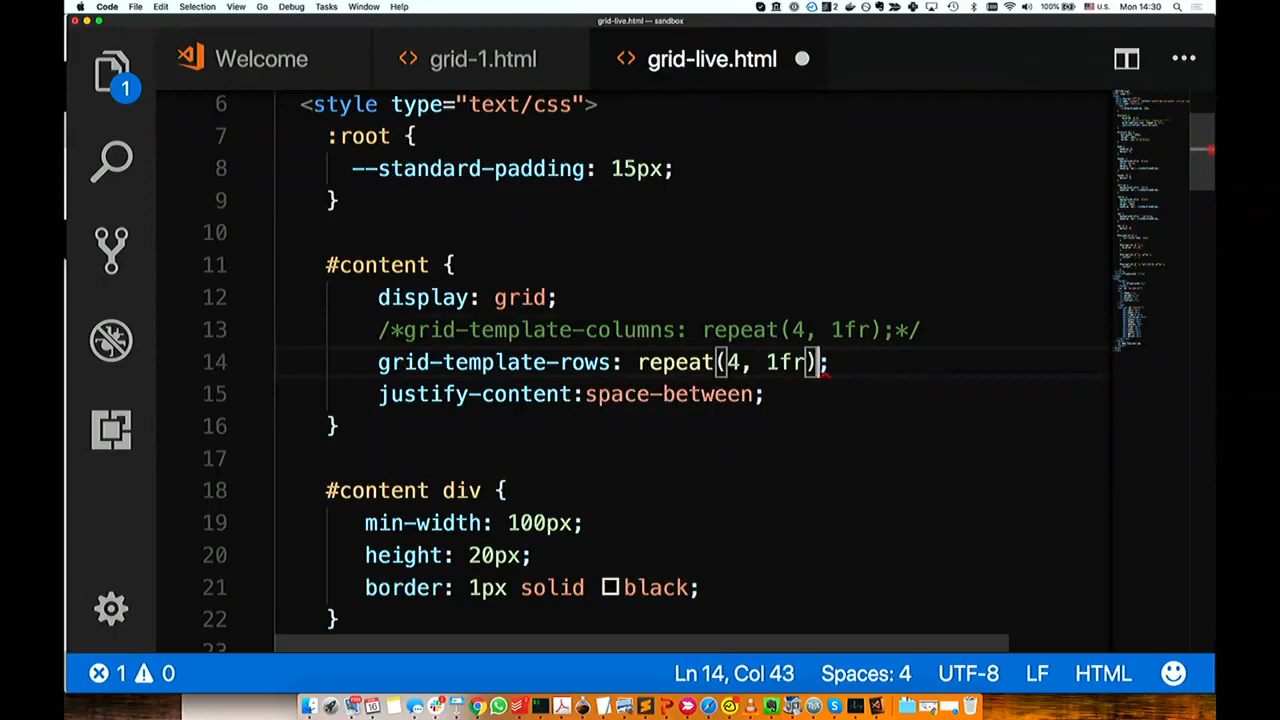 Code File Edit Selection View Go Debug Tasks Window Help 2 100% U.S. Mon 14:30
grid-live.html — sandbox
1 Welcome <> grid-1.html <> grid-live.html
6 <style type="text/css">
7 :root {
8 --standard-padding: 15px;
9 }
10
11 #content {
12 display: grid;
13 /*grid-template-columns: repeat(4, 1fr);*/
14 grid-template-rows: repeat(4, 1fr);
15 justify-content:space-between;
16 }
17
18 #content div {
19 min-width: 100px;
20 height: 20px;
21 border: 1px solid black;
22 }
23
1 0 Ln 14, Col 43 Spaces: 4 UTF-8 LF HTML